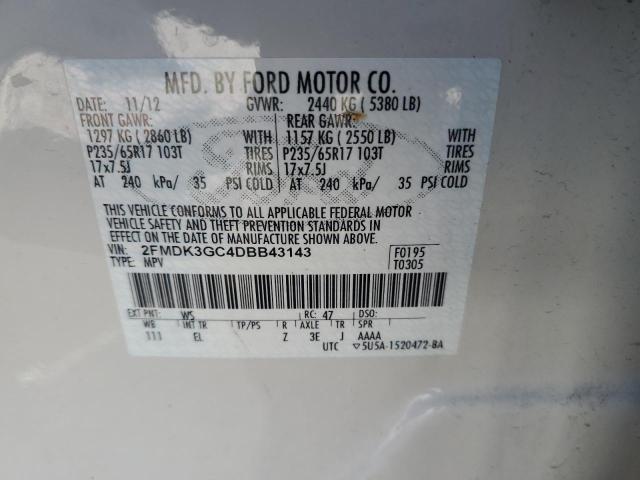 MFD. BY FORD MOTOR CO.
DATE: 11/12 GVWR: 2440 KG ( 5380 LB)
FRONT GAWR: REAR GAWR:
1297 KG ( 2860 LB) WITH 1157 KG ( 2550 LB) WITH
P235/65R17 103T TIRES P235/65R17 103T TIRES
17x7.5J RIMS 17x7.5J RIMS
AT 240 kPa/ 35 PSI COLD AT 240 kPa/ 35 PSI COLD
THIS VEHICLE CONFORMS TO ALL APPLICABLE FEDERAL MOTOR
VEHICLE SAFETY AND THEFT PREVENTION STANDARDS IN
EFFECT ON THE DATE OF MANUFACTURE SHOWN ABOVE.
VIN: 2FMDK3GC4DBB43143 F0195
TYPE: MPV T0305
EXT PNT: WS RC: 47 DSO:
WB INT TR TP/PS R AXLE TR SPR
111 EL Z 3E J AAAA
UTC ▽5U5A-1520472-BA